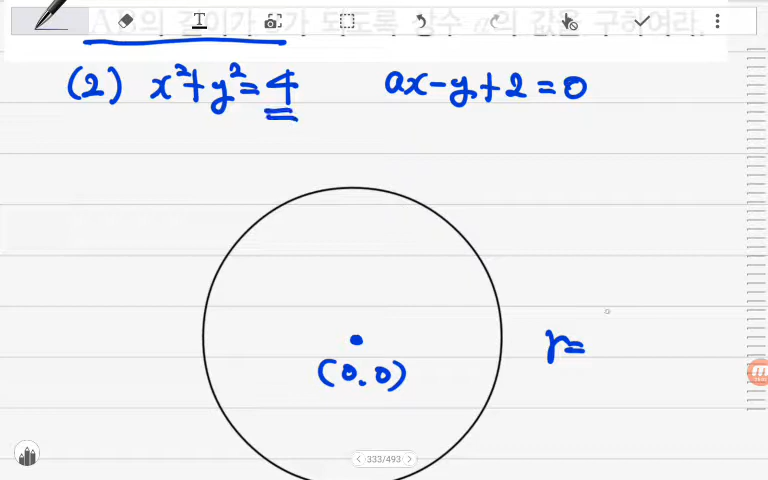 의 길이가 가 되도록 상수 a의 값을 구하여라.
(2) x²+y²=4 ax-y+2=0
(0.0)
r=
333/493